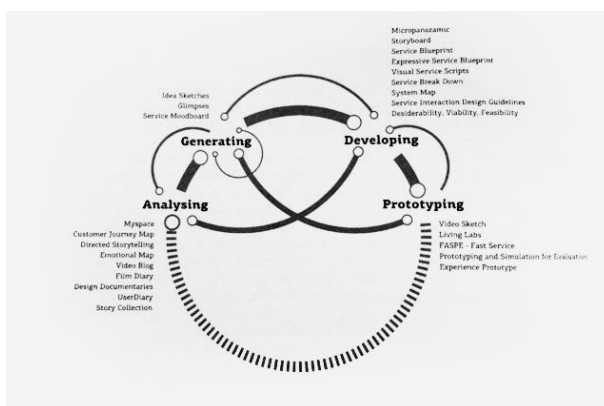 Micropanoramic
Storyboard
Service Blueprint
Expressive Service Blueprint
Visual Service Scripts
Service Break Down
System Map
Service Interaction Design Guidelines
Desiderability, Viability, Feasibility
Idea Sketches
Glimpses
Service Moodboard
Generating
Developing
Analysing
Prototyping
Myspace
Customer Journey Map
Directed Storytelling
Emotional Map
Video Blog
Film Diary
Design Documentaries
UserDiary
Story Collection
Video Sketch
Living Labs
FASPE - Fast Service
Prototyping and Simulation for Evaluation
Experience Prototype